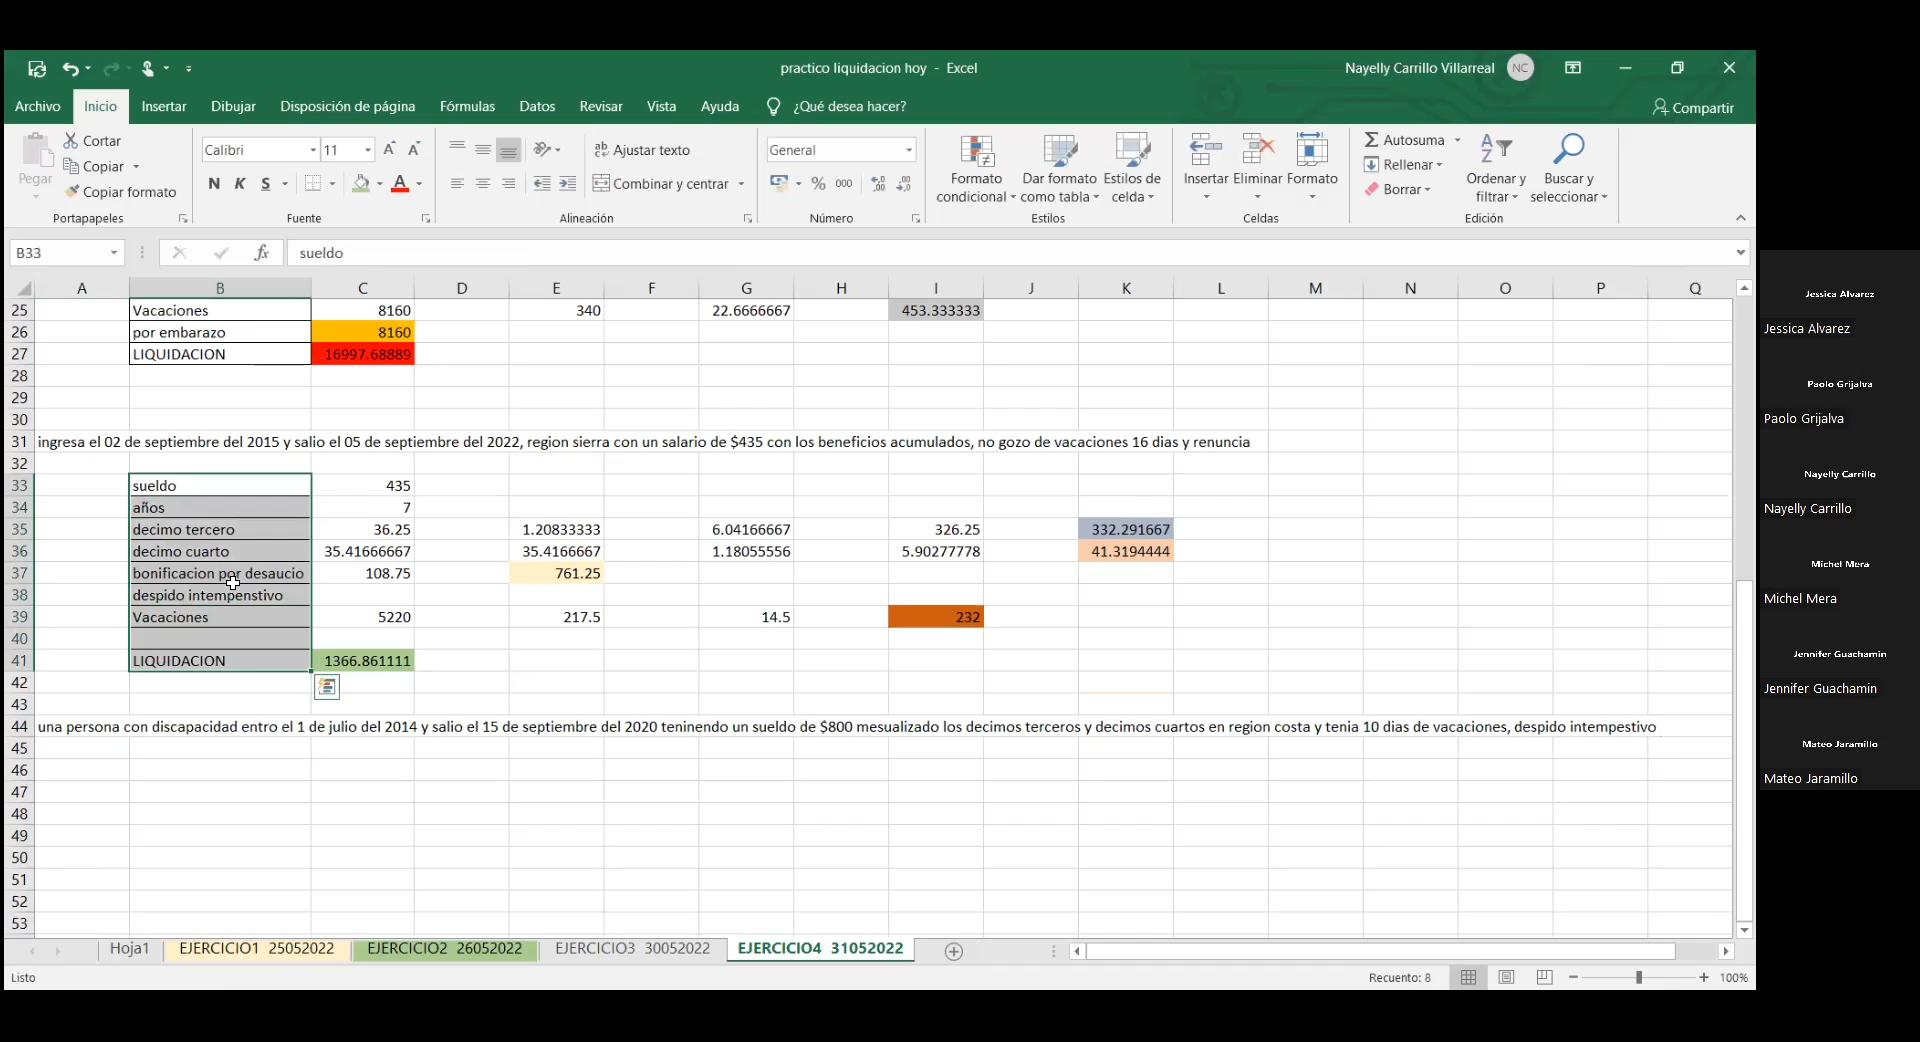 practico liquidacion hoy - Excel
Nayelly Carrillo Villarreal NC
Archivo Inicio Insertar Dibujar Disposición de página Fórmulas Datos Revisar Vista Ayuda ¿Qué desea hacer? Compartir
Pegar
Cortar
Copiar
Copiar formato
Portapapeles
Calibri 11
N K S
Fuente
Ajustar texto
Combinar y centrar
Alineación
General
% 000
Número
Formato condicional
Dar formato como tabla
Estilos de celda
Estilos
Insertar Eliminar Formato
Celdas
Autosuma
Rellenar
Borrar
Ordenar y filtrar
Buscar y seleccionar
Edición
B33 fx sueldo
A B C D E F G H I J K L M N O P Q
25 Vacaciones 8160 340 22.6666667 453.333333
26 por embarazo 8160
27 LIQUIDACION 16997.68889
28
29
30
31 ingresa el 02 de septiembre del 2015 y salio el 05 de septiembre del 2022, region sierra con un salario de $435 con los beneficios acumulados, no gozo de vacaciones 16 dias y renuncia
32
33 sueldo 435
34 años 7
35 decimo tercero 36.25 1.20833333 6.04166667 326.25 332.291667
36 decimo cuarto 35.41666667 35.4166667 1.18055556 5.90277778 41.3194444
37 bonificacion por desaucio 108.75 761.25
38 despido intempenstivo
39 Vacaciones 5220 217.5 14.5 232
40
41 LIQUIDACION 1366.861111
42
43
44 una persona con discapacidad entro el 1 de julio del 2014 y salio el 15 de septiembre del 2020 teninendo un sueldo de $800 mesualizado los decimos terceros y decimos cuartos en region costa y tenia 10 dias de vacaciones, despido intempestivo
45
46
47
48
49
50
51
52
53
Hoja1 EJERCICIO1 25052022 EJERCICIO2 26052022 EJERCICIO3 30052022 EJERCICIO4 31052022
Listo Recuento: 8 100%
Jessica Alvarez
Jessica Alvarez
Paolo Grijalva
Paolo Grijalva
Nayelly Carrillo
Nayelly Carrillo
Michel Mera
Michel Mera
Jennifer Guachamin
Jennifer Guachamin
Mateo Jaramillo
Mateo Jaramillo